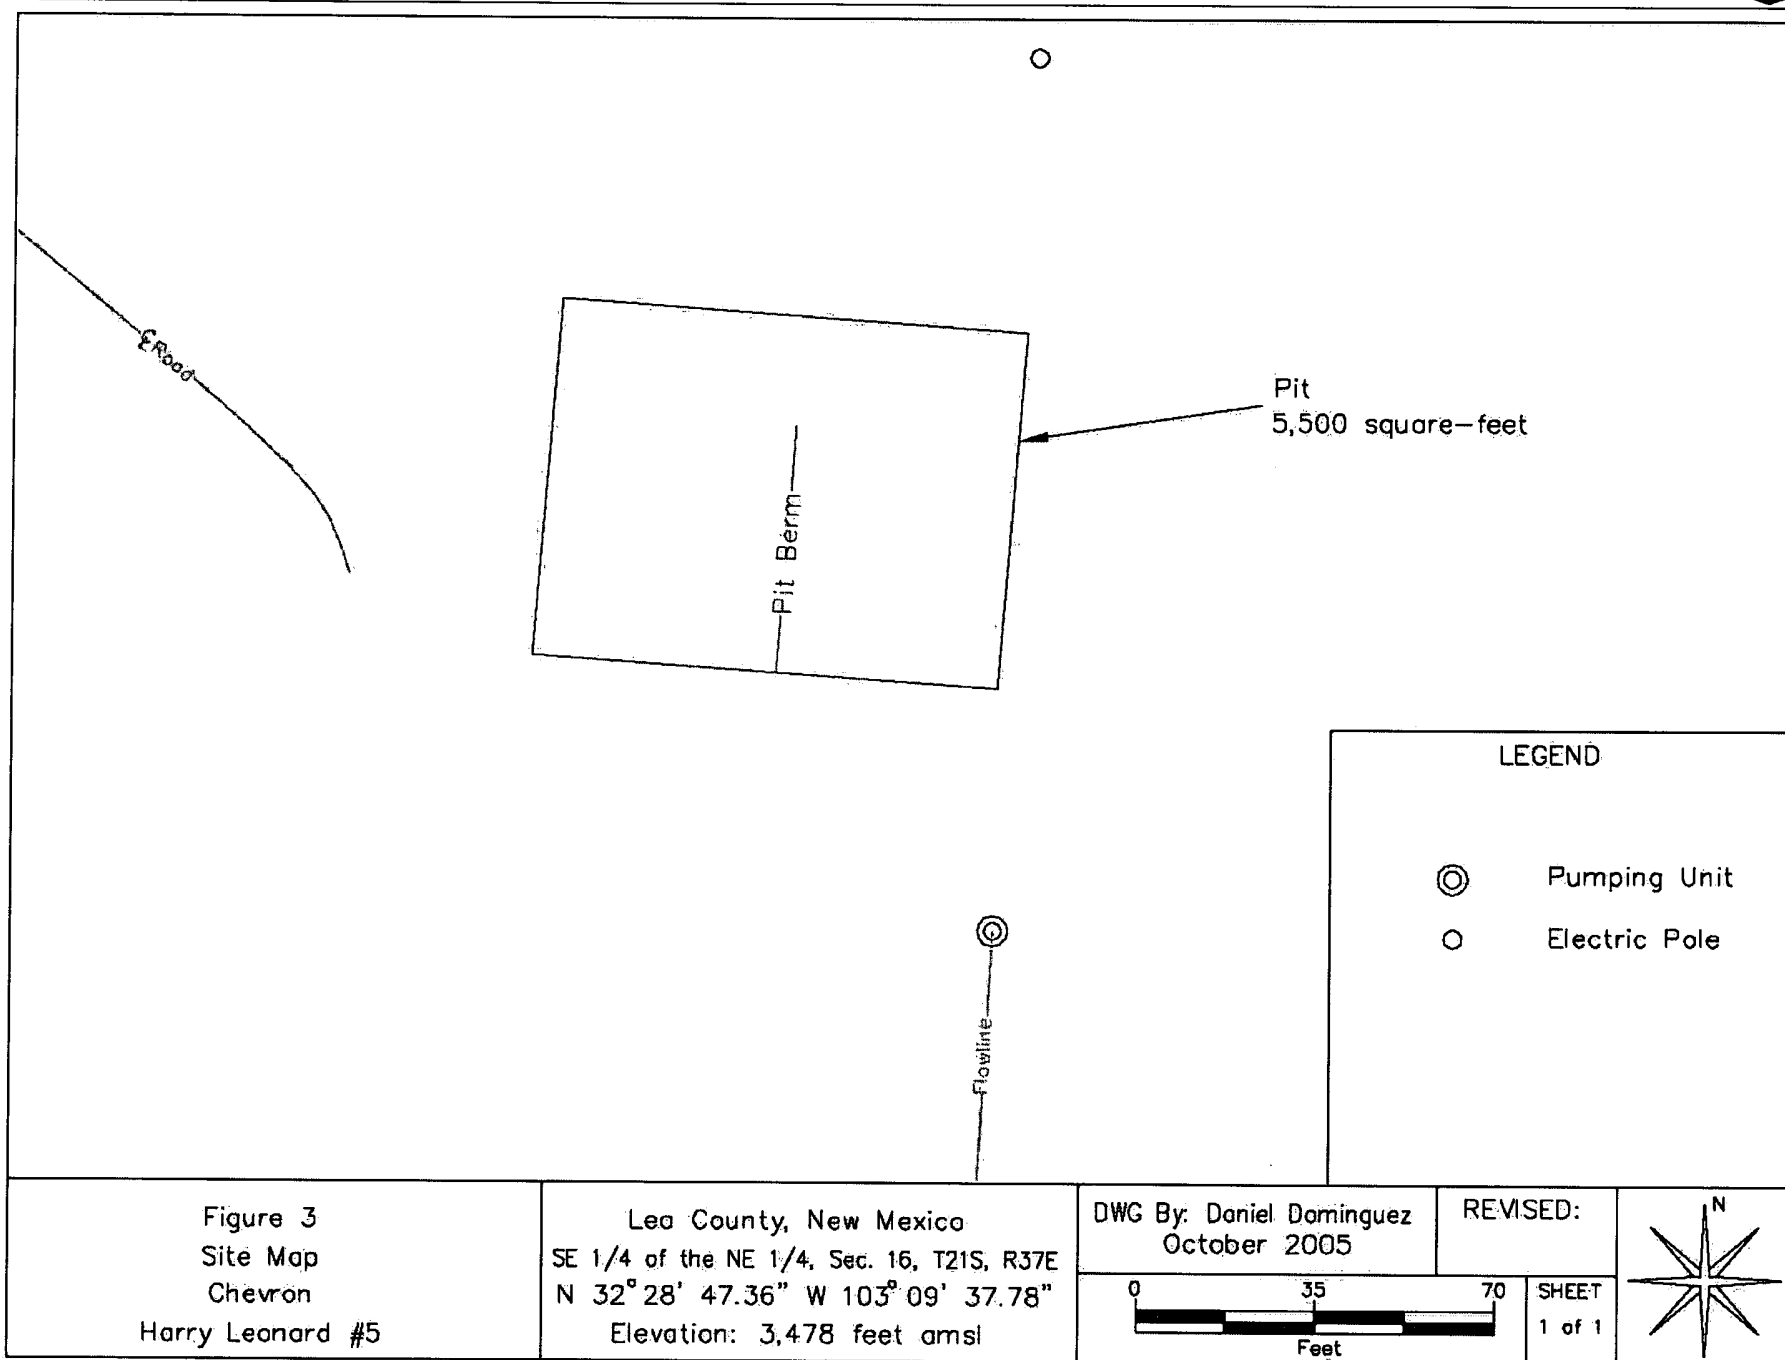 ℄ Road
Pit
5,500 square-feet
Pit Berm
LEGEND
Pumping Unit
Electric Pole
Flowline
Figure 3
Site Map
Chevron
Harry Leonard #5
Lea County, New Mexico
SE 1/4 of the NE 1/4, Sec. 16, T21S, R37E
N 32° 28' 47.36" W 103° 09' 37.78"
Elevation: 3,478 feet amsl
DWG By: Daniel Dominguez
October 2005
REVISED:
0 35 70
Feet
SHEET
1 of 1
N